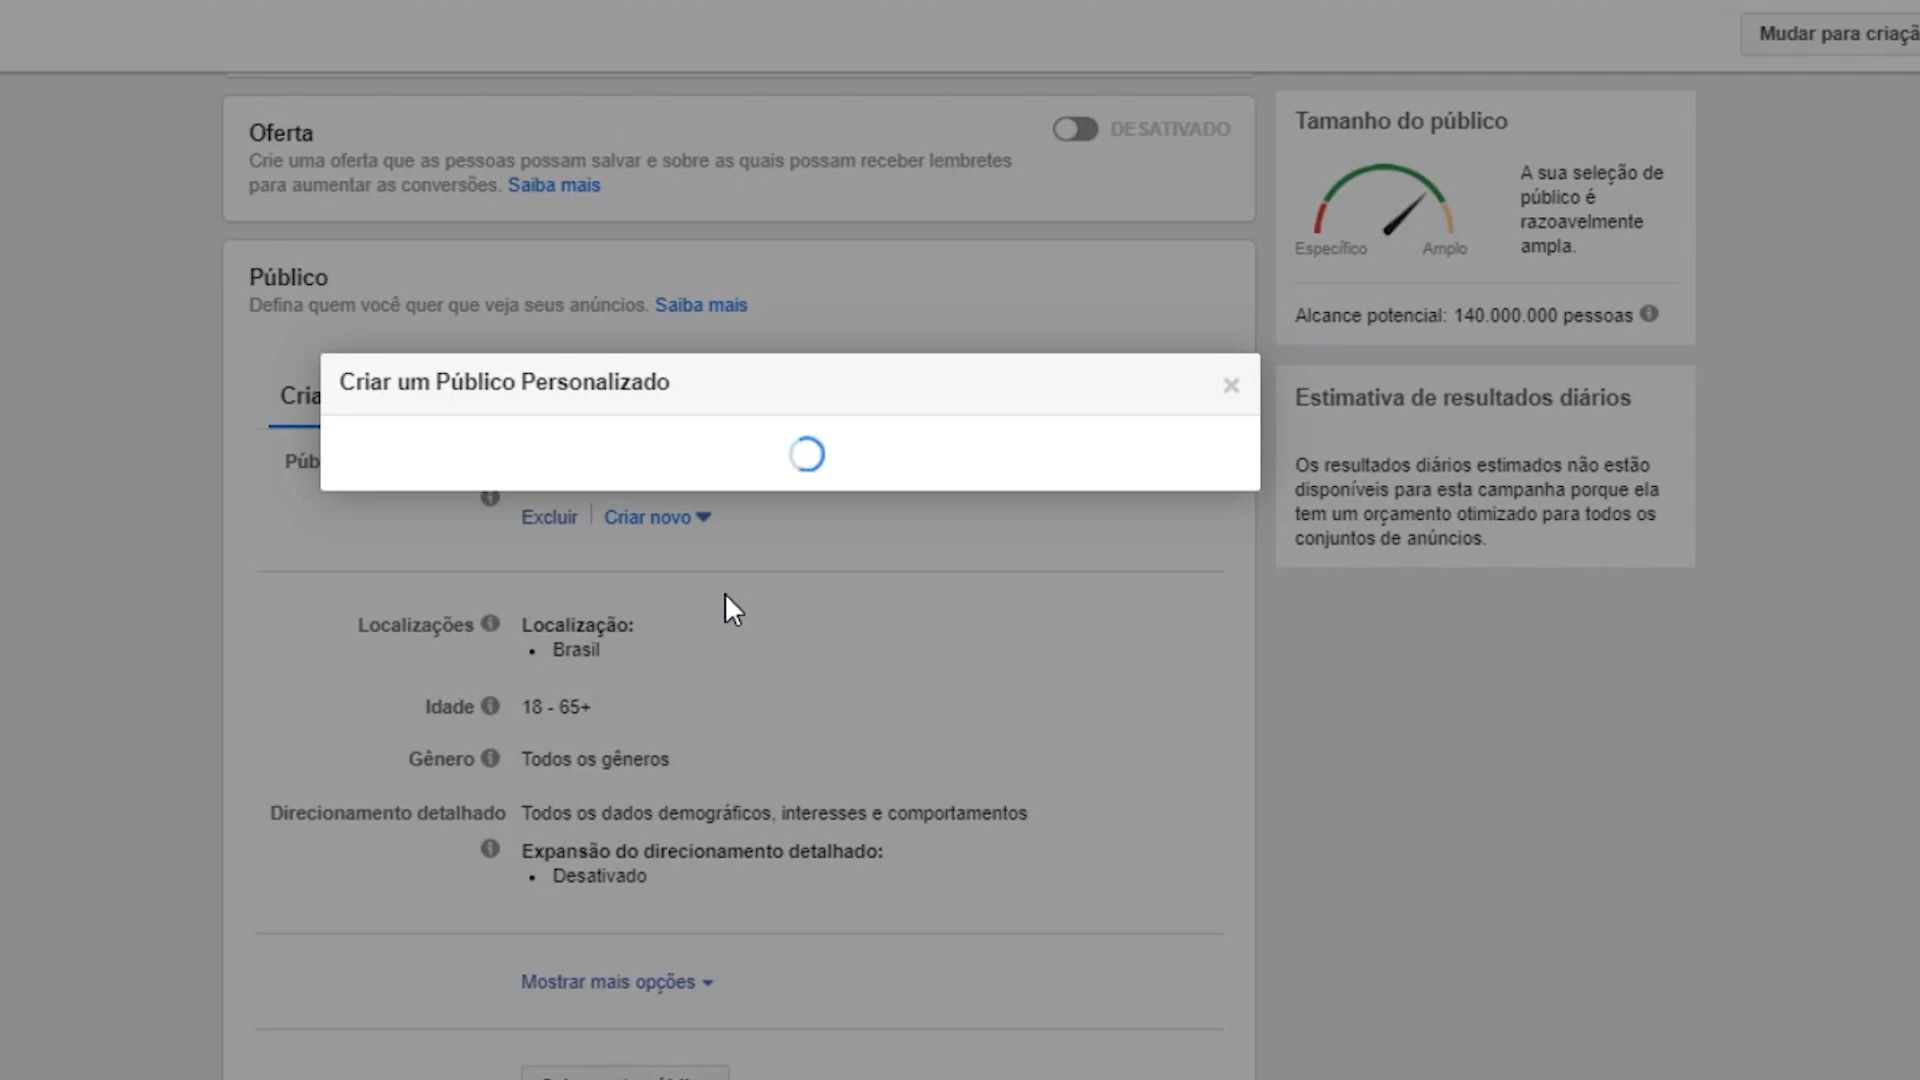 Mudar para criaçã
Oferta
DESATIVADO
Crie uma oferta que as pessoas possam salvar e sobre as quais possam receber lembretes
para aumentar as conversões. Saiba mais
Público
Defina quem você quer que veja seus anúncios. Saiba mais
Cria
Criar um Público Personalizado
Púb
Excluir
Criar novo
Localizações
Localização:
• Brasil
Idade
18 - 65+
Gênero
Todos os gêneros
Direcionamento detalhado
Todos os dados demográficos, interesses e comportamentos
Expansão do direcionamento detalhado:
• Desativado
Mostrar mais opções
Tamanho do público
Específico
Amplo
A sua seleção de
público é
razoavelmente
ampla.
Alcance potencial: 140.000.000 pessoas
Estimativa de resultados diários
Os resultados diários estimados não estão
disponíveis para esta campanha porque ela
tem um orçamento otimizado para todos os
conjuntos de anúncios.